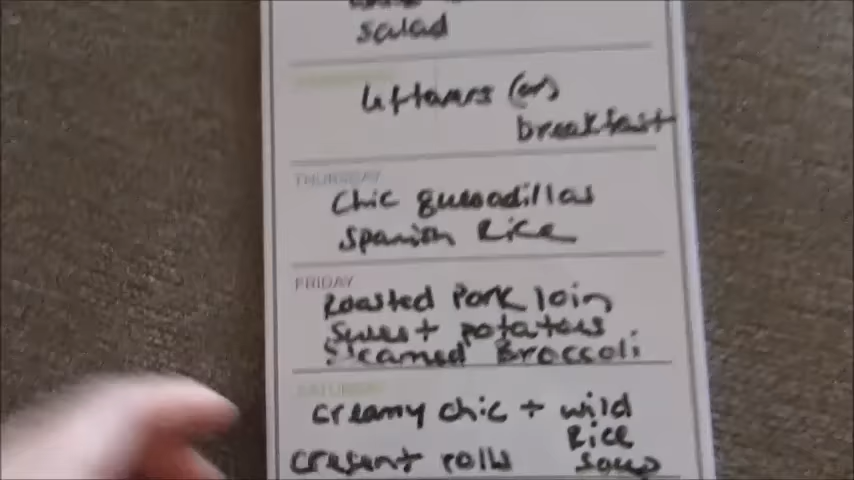 salad
leftovers (or)
breakfast
THURSDAY
chic quesadillas
Spanish Rice
FRIDAY
Roasted Pork loin
Sweet potatoes
Steamed Broccoli
SATURDAY
creamy chic + wild
Rice
cresent rolls soup